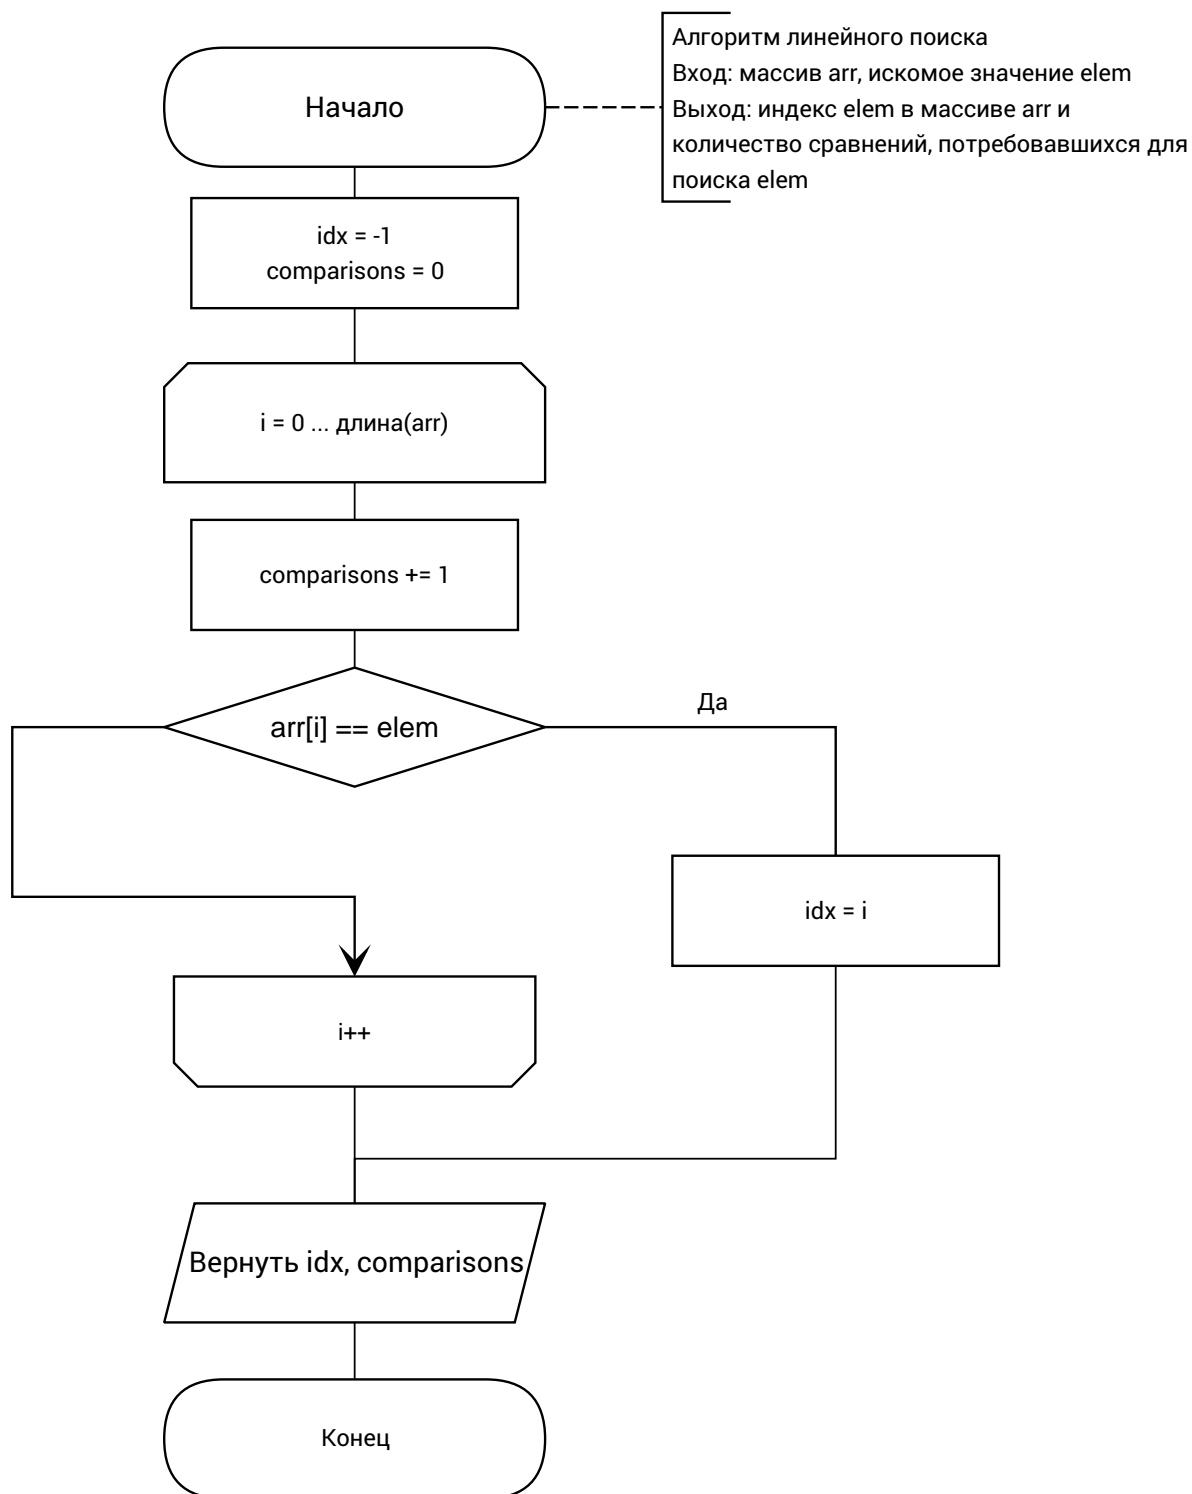 Начало
Алгоритм линейного поиска
Вход: массив arr, искомое значение elem
Выход: индекс elem в массиве arr и
количество сравнений, потребовавшихся для
поиска elem
idx = -1
comparisons = 0
i = 0 ... длина(arr)
comparisons += 1
arr[i] == elem
Да
idx = i
i++
Вернуть idx, comparisons
Конец